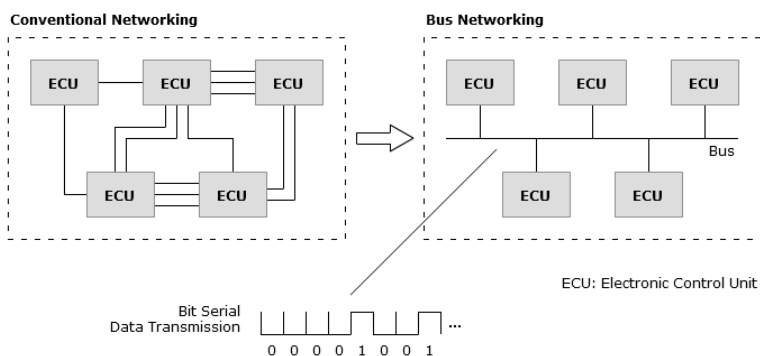 Conventional Networking
ECU
ECU
ECU
ECU
ECU
Bus Networking
ECU
ECU
ECU
Bus
ECU
ECU
ECU: Electronic Control Unit
Bit Serial
Data Transmission
...
0 0 0 0 1 0 0 1